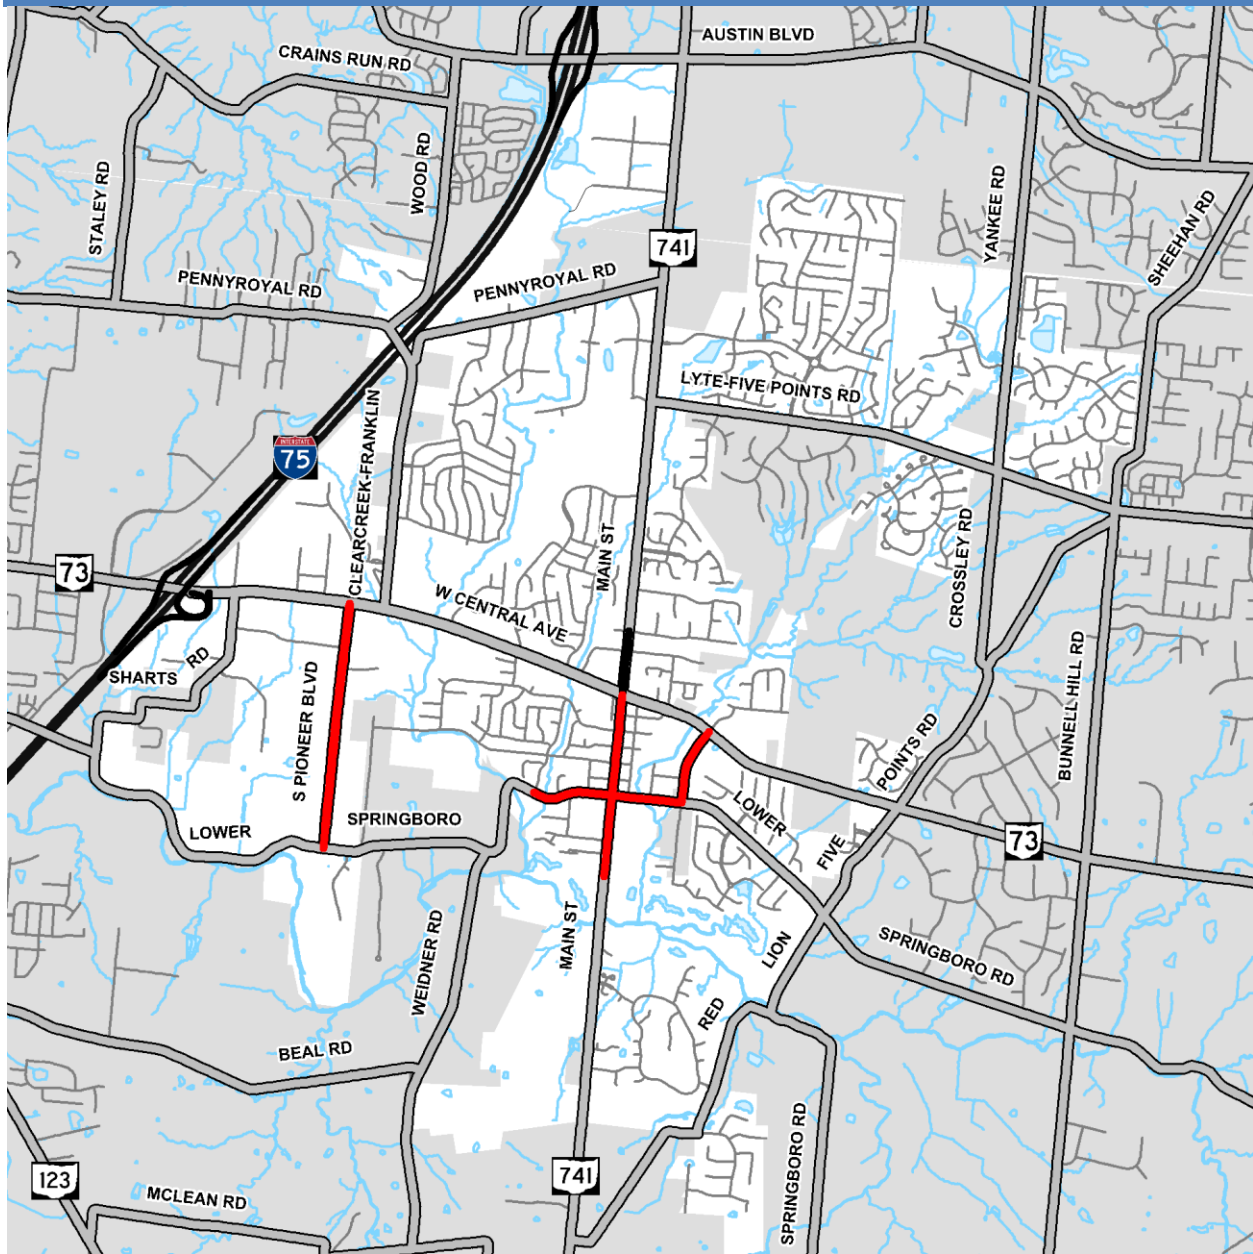 AUSTIN BLVD
CRAINS RUN RD
WOOD RD
STALEY RD
YANKEE RD
SHEEHAN RD
741
PENNYROYAL RD
PENNYROYAL RD
LYTE-FIVE POINTS RD
CLEARCREEK-FRANKLIN
INTERSTATE
75
MAIN ST
CROSSLEY RD
73
W CENTRAL AVE
SHARTS RD
S PIONEER BLVD
BUNNELL HILL RD
POINTS RD
LOWER
SPRINGBORO
LOWER
FIVE
73
MAIN ST
WEIDNER RD
LION
SPRINGBORO RD
RED
BEAL RD
SPRINGBORO RD
123
741
MCLEAN RD